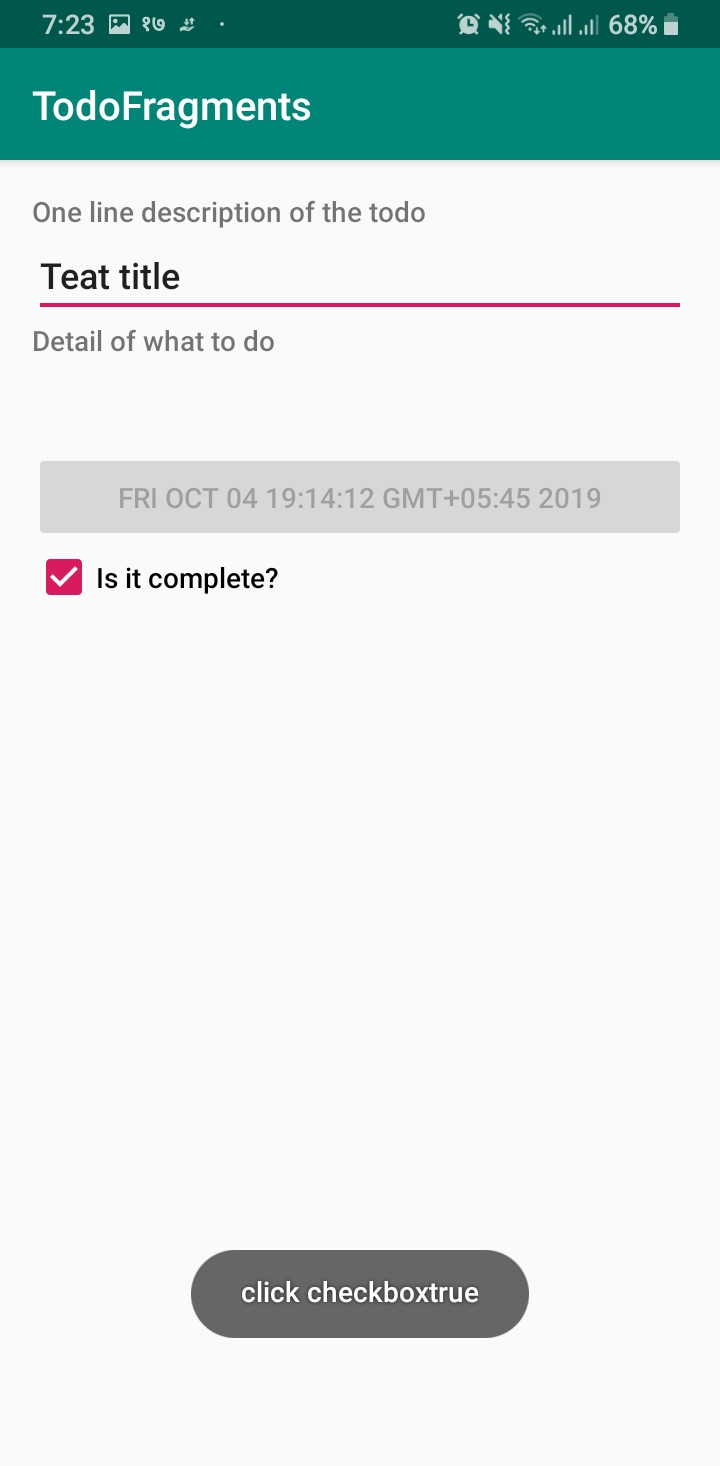 7:23 १७ 68%
TodoFragments
One line description of the todo
Teat title
Detail of what to do
FRI OCT 04 19:14:12 GMT+05:45 2019
Is it complete?
click checkboxtrue